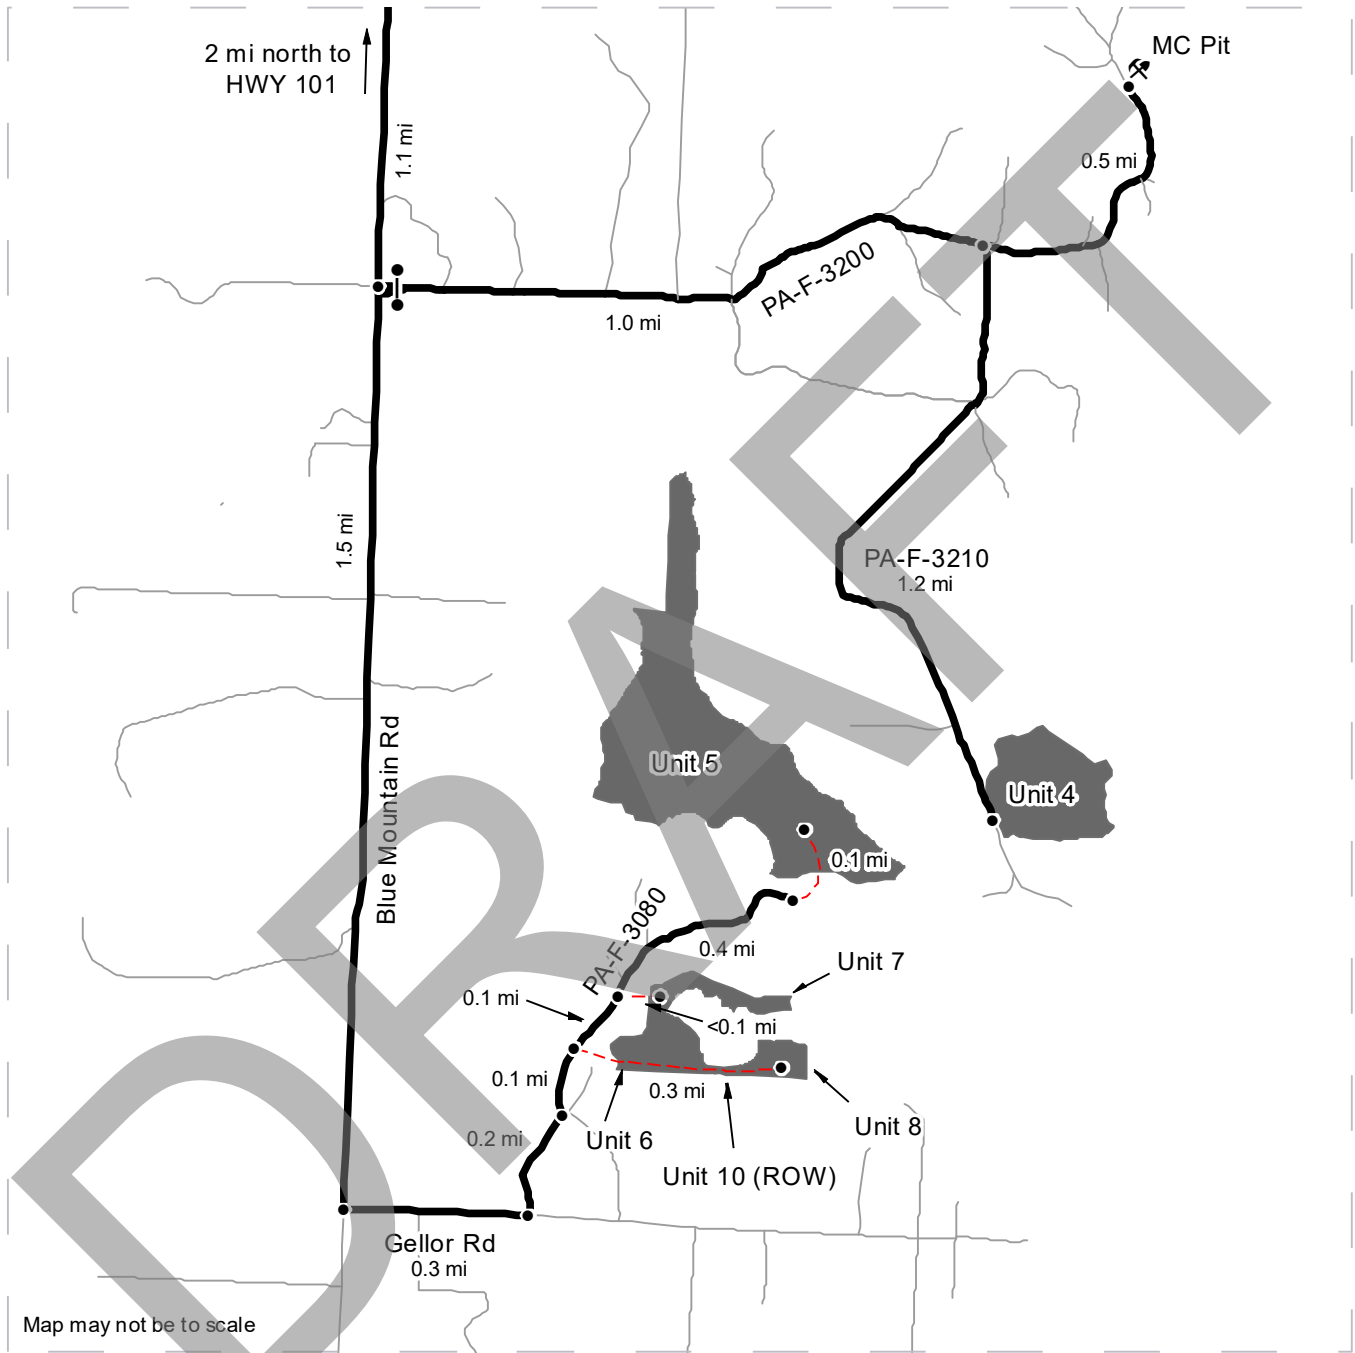 2 mi north to
HWY 101
MC Pit
1.1 mi
0.5 mi
PA-F-3200
1.0 mi
1.5 mi
PA-F-3210
1.2 mi
Blue Mountain Rd
Unit 5
Unit 4
0.1 mi
PA-F-3080
0.4 mi
Unit 7
0.1 mi
<0.1 mi
0.1 mi
0.3 mi
0.2 mi
Unit 6
Unit 8
Unit 10 (ROW)
Gellor Rd
0.3 mi
Map may not be to scale
DRAFT